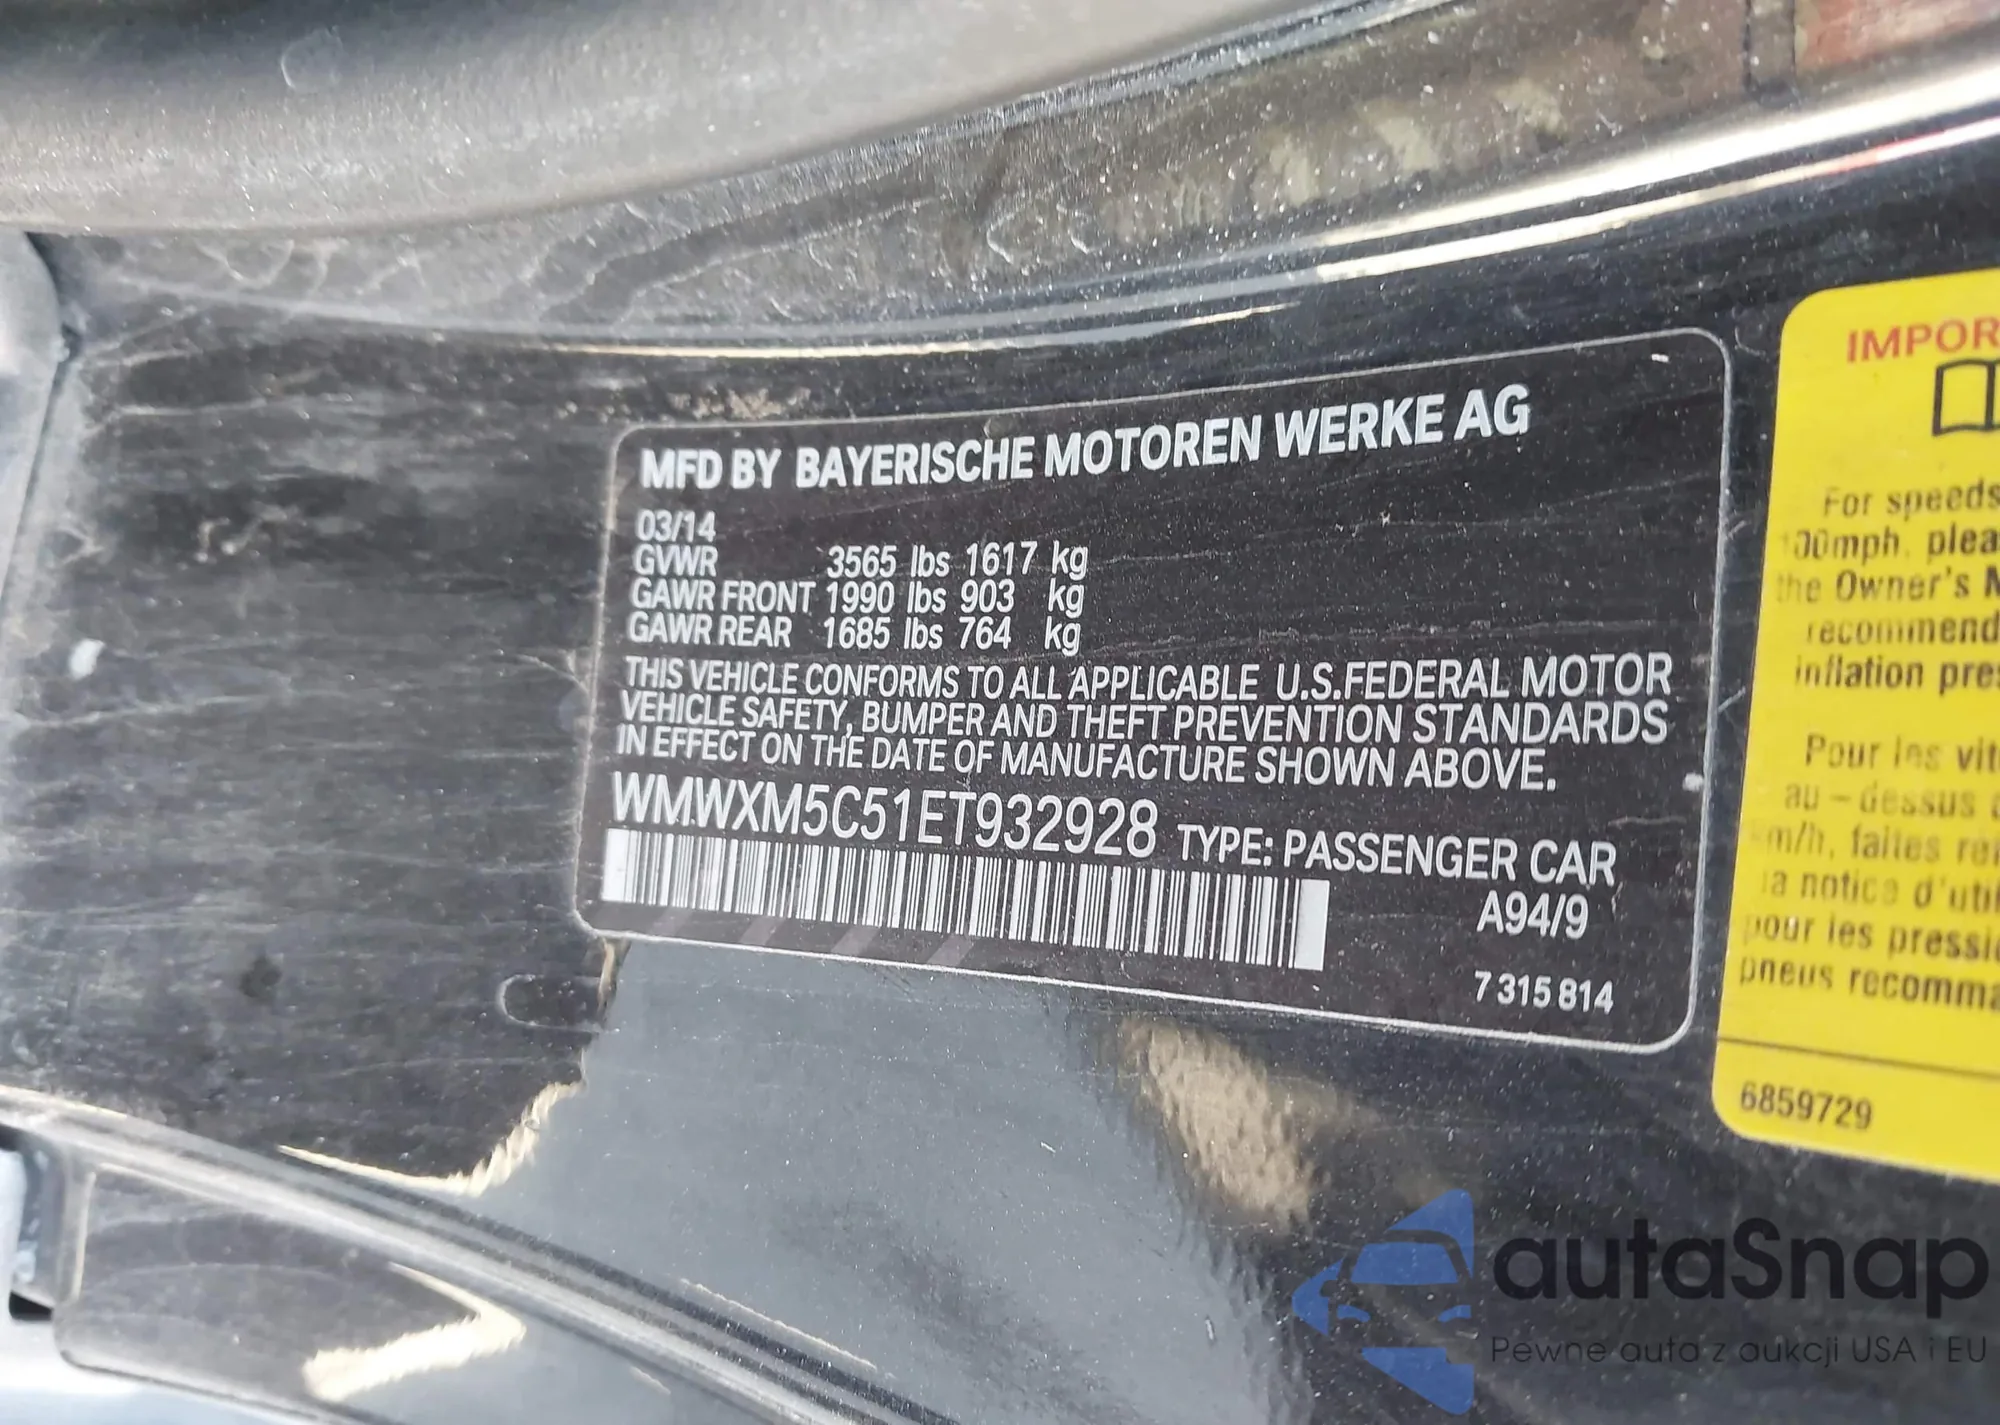 MFD BY BAYERISCHE MOTOREN WERKE AG
03/14
GVWR 3565 lbs 1617 kg
GAWR FRONT 1990 lbs 903 kg
GAWR REAR 1685 lbs 764 kg
THIS VEHICLE CONFORMS TO ALL APPLICABLE U.S.FEDERAL MOTOR
VEHICLE SAFETY, BUMPER AND THEFT PREVENTION STANDARDS
IN EFFECT ON THE DATE OF MANUFACTURE SHOWN ABOVE.
WMWXM5C51ET932928 TYPE: PASSENGER CAR
A94/9
7 315 814
IMPOR
For speeds
100mph, plea
the Owner's M
recommend
inflation pres
Pour les vit
au-dessus
km/h, faites re
la notice d'uti
pour les pressi
pneus recomma
6859729
autaSnap
Pewne auta z aukcji USA i EU